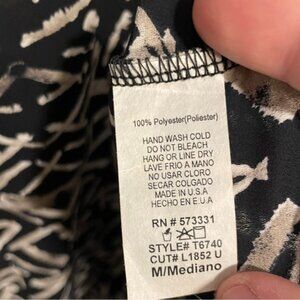 100% Polyester(Poliester)
HAND WASH COLD
DO NOT BLEACH
HANG OR LINE DRY
LAVE FRIO A MANO
NO USAR CLORO
SECAR COLGADO
MADE IN U.S.A
HECHO EN E.U.A
RN # 573331
STYLE# T6740
CUT# L1852 U
M/Mediano